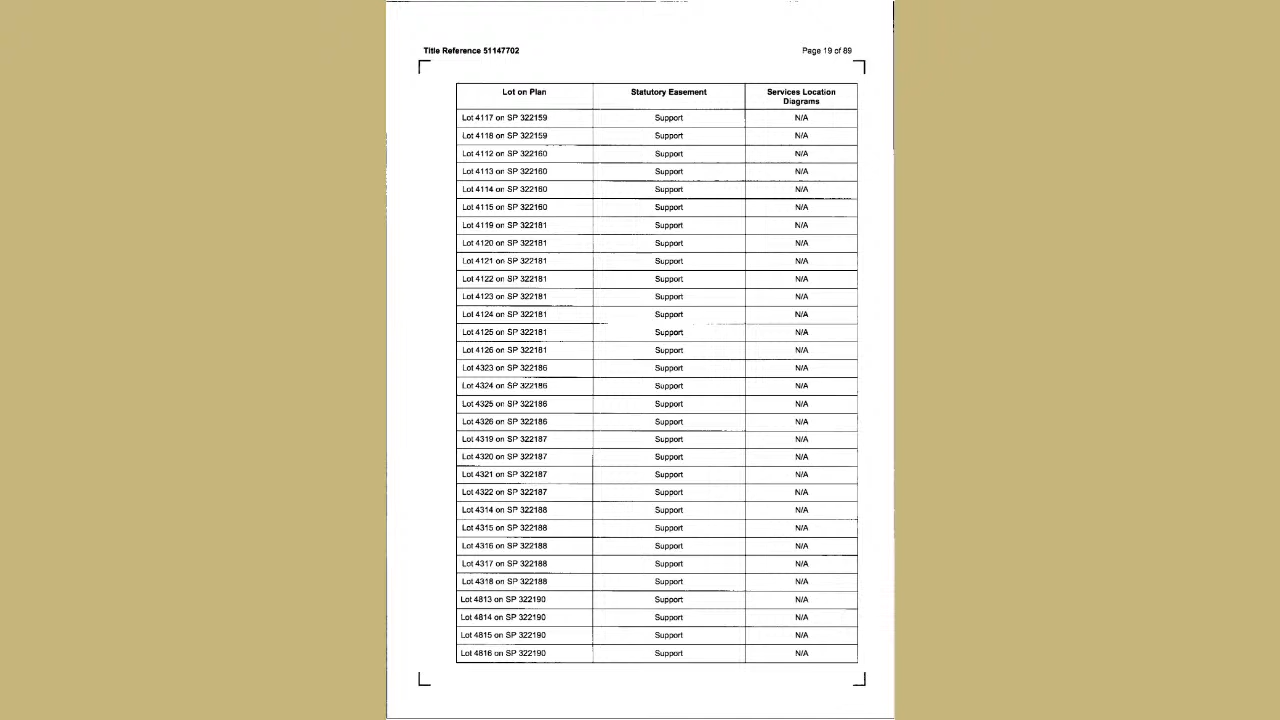 Title Reference 51147702 Page 19 of 89
Lot on Plan Statutory Easement Services Location
Diagrams
Lot 4117 on SP 322159 Support N/A
Lot 4118 on SP 322159 Support N/A
Lot 4112 on SP 322160 Support N/A
Lot 4113 on SP 322160 Support N/A
Lot 4114 on SP 322160 Support N/A
Lot 4115 on SP 322160 Support N/A
Lot 4119 on SP 322181 Support N/A
Lot 4120 on SP 322181 Support N/A
Lot 4121 on SP 322181 Support N/A
Lot 4122 on SP 322181 Support N/A
Lot 4123 on SP 322181 Support N/A
Lot 4124 on SP 322181 Support N/A
Lot 4125 on SP 322181 Support N/A
Lot 4126 on SP 322181 Support N/A
Lot 4323 on SP 322186 Support N/A
Lot 4324 on SP 322186 Support N/A
Lot 4325 on SP 322186 Support N/A
Lot 4326 on SP 322186 Support N/A
Lot 4319 on SP 322187 Support N/A
Lot 4320 on SP 322187 Support N/A
Lot 4321 on SP 322187 Support N/A
Lot 4322 on SP 322187 Support N/A
Lot 4314 on SP 322188 Support N/A
Lot 4315 on SP 322188 Support N/A
Lot 4316 on SP 322188 Support N/A
Lot 4317 on SP 322188 Support N/A
Lot 4318 on SP 322188 Support N/A
Lot 4813 on SP 322190 Support N/A
Lot 4814 on SP 322190 Support N/A
Lot 4815 on SP 322190 Support N/A
Lot 4816 on SP 322190 Support N/A